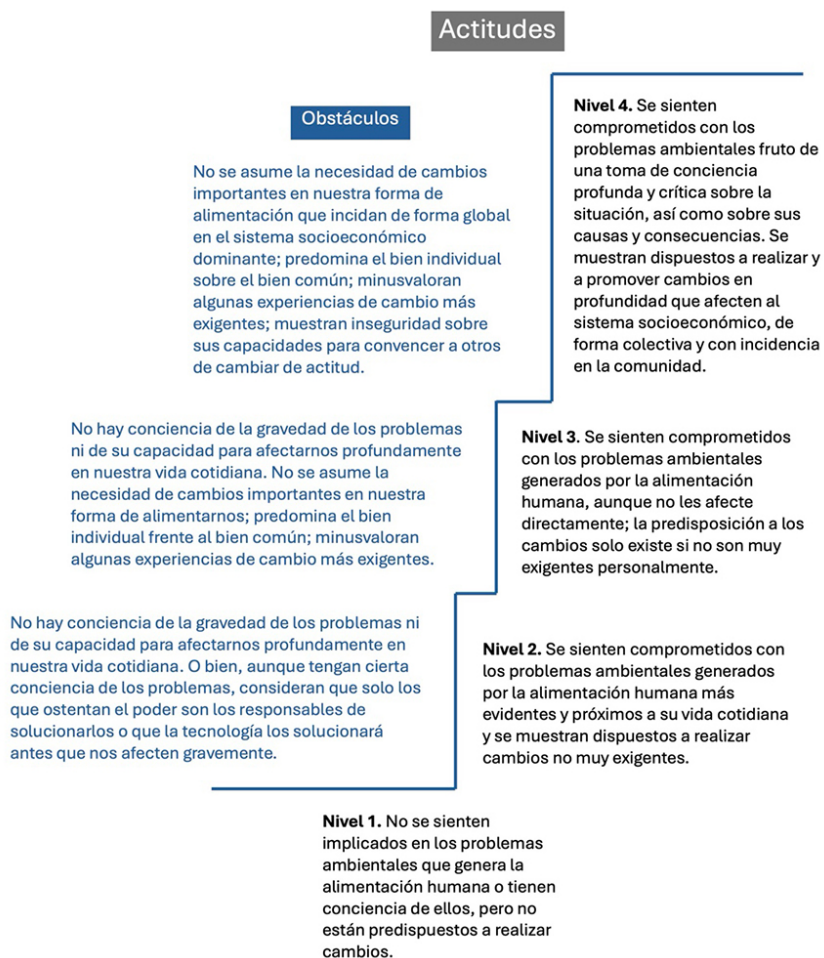 Actitudes
Obstáculos
No se asume la necesidad de cambios
importantes en nuestra forma de
alimentación que incidan de forma global
en el sistema socioeconómico
dominante; predomina el bien individual
sobre el bien común; minusvaloran
algunas experiencias de cambio más
exigentes; muestran inseguridad sobre
sus capacidades para convencer a otros
de cambiar de actitud.
Nivel 4. Se sienten
comprometidos con los
problemas ambientales fruto de
una toma de conciencia
profunda y crítica sobre la
situación, así como sobre sus
causas y consecuencias. Se
muestran dispuestos a realizar y
a promover cambios en
profundidad que afecten al
sistema socioeconómico, de
forma colectiva y con incidencia
en la comunidad.
No hay conciencia de la gravedad de los problemas
ni de su capacidad para afectarnos profundamente
en nuestra vida cotidiana. No se asume la
necesidad de cambios importantes en nuestra
forma de alimentarnos; predomina el bien
individual frente al bien común; minusvaloran
algunas experiencias de cambio más exigentes.
Nivel 3. Se sienten comprometidos
con los problemas ambientales
generados por la alimentación
humana, aunque no les afecte
directamente; la predisposición a los
cambios solo existe si no son muy
exigentes personalmente.
No hay conciencia de la gravedad de los problemas ni
de su capacidad para afectarnos profundamente en
nuestra vida cotidiana. O bien, aunque tengan cierta
conciencia de los problemas, consideran que solo los
que ostentan el poder son los responsables de
solucionarlos o que la tecnología los solucionará
antes que nos afecten gravemente.
Nivel 2. Se sienten comprometidos con
los problemas ambientales generados
por la alimentación humana más
evidentes y próximos a su vida cotidiana
y se muestran dispuestos a realizar
cambios no muy exigentes.
Nivel 1. No se sienten
implicados en los problemas
ambientales que genera la
alimentación humana o tienen
conciencia de ellos, pero no
están predispuestos a realizar
cambios.